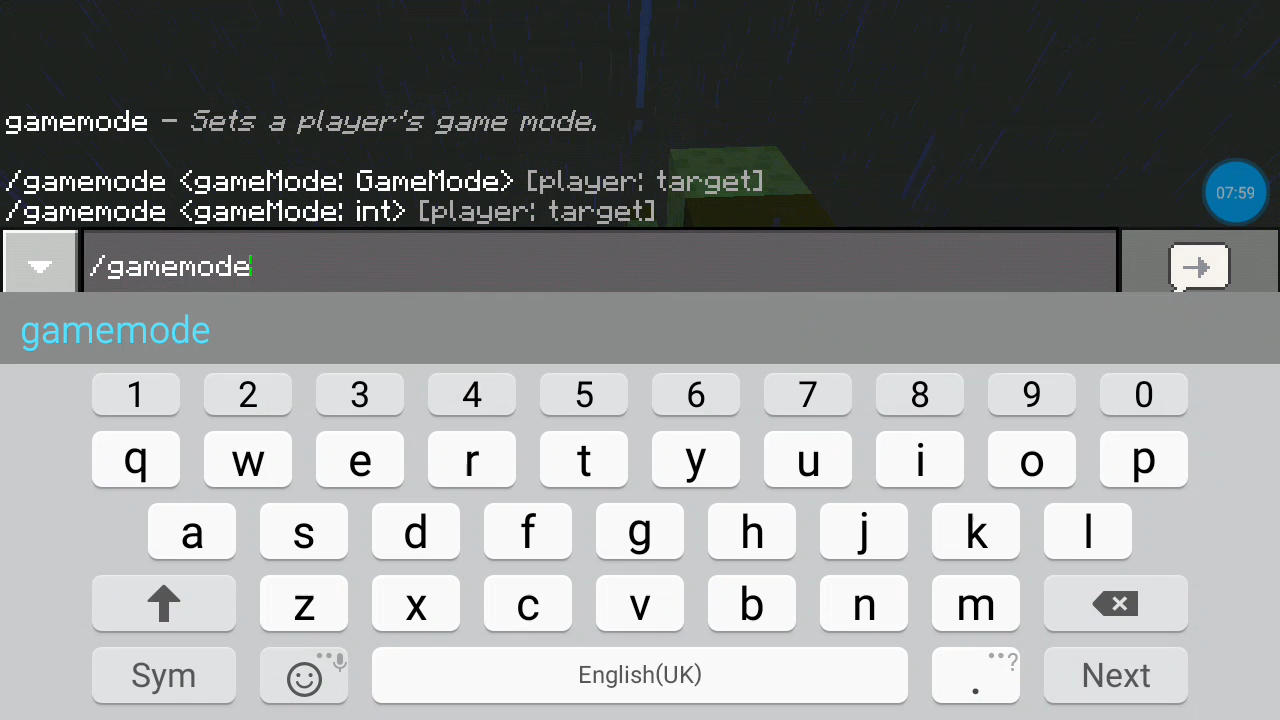 gamemode - Sets a player's game mode.
/gamemode <gameMode: GameMode> [player: target]
/gamemode <gameMode: int> [player: target]
07:59
/gamemode
gamemode
1 2 3 4 5 6 7 8 9 0
q w e r t y u i o p
a s d f g h j k l
z x c v b n m
Sym English(UK) ? . Next